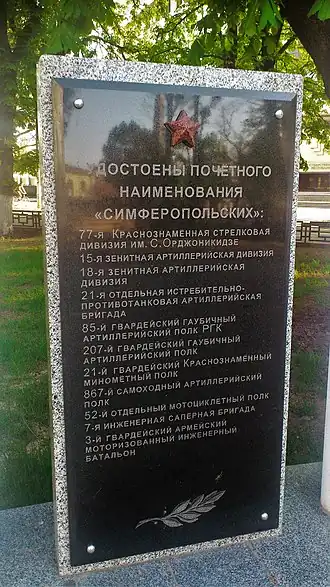 ДОСТОЕНЫ ПОЧЕТНОГО
НАИМЕНОВАНИЯ
«СИМФЕРОПОЛЬСКИХ»:
77-Я КРАСНОЗНАМЕННАЯ СТРЕЛКОВАЯ
ДИВИЗИЯ ИМ. С.ОРДЖОНИКИДЗЕ
15-Я ЗЕНИТНАЯ АРТИЛЛЕРИЙСКАЯ ДИВИЗИЯ
18-Я ЗЕНИТНАЯ АРТИЛЛЕРИЙСКАЯ
ДИВИЗИЯ
21-Я ОТДЕЛЬНАЯ ИСТРЕБИТЕЛЬНО-
ПРОТИВОТАНКОВАЯ АРТИЛЛЕРИЙСКАЯ
БРИГАДА
85-Й ГВАРДЕЙСКИЙ ГАУБИЧНЫЙ
АРТИЛЛЕРИЙСКИЙ ПОЛК РГК
207-Й ГВАРДЕЙСКИЙ ГАУБИЧНЫЙ
АРТИЛЛЕРИЙСКИЙ ПОЛК
21-Й ГВАРДЕЙСКИЙ КРАСНОЗНАМЕННЫЙ
МИНОМЕТНЫЙ ПОЛК
867-Й САМОХОДНЫЙ АРТИЛЛЕРИЙСКИЙ
ПОЛК
52-Й ОТДЕЛЬНЫЙ МОТОЦИКЛЕТНЫЙ ПОЛК
7-Я ИНЖЕНЕРНАЯ САПЕРНАЯ БРИГАДА
3-Й ГВАРДЕЙСКИЙ АРМЕЙСКИЙ
МОТОРИЗОВАННЫЙ ИНЖЕНЕРНЫЙ
БАТАЛЬОН